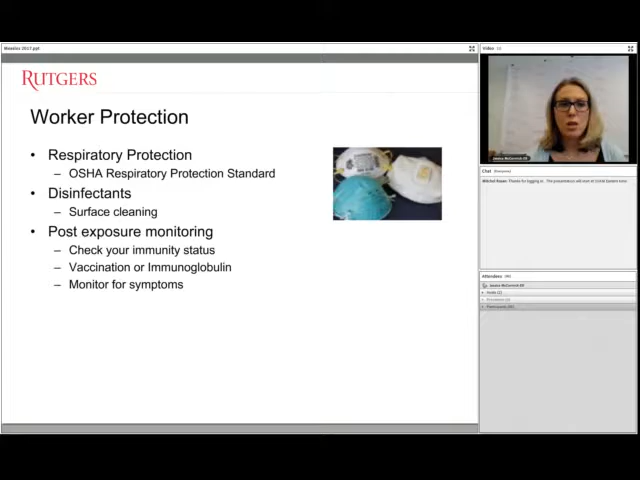 Measles 2017.ppt
RUTGERS
Worker Protection
• Respiratory Protection
– OSHA Respiratory Protection Standard
• Disinfectants
– Surface cleaning
• Post exposure monitoring
– Check your immunity status
– Vaccination or Immunoglobulin
– Monitor for symptoms
Video
Chat (Everyone)
Attendees